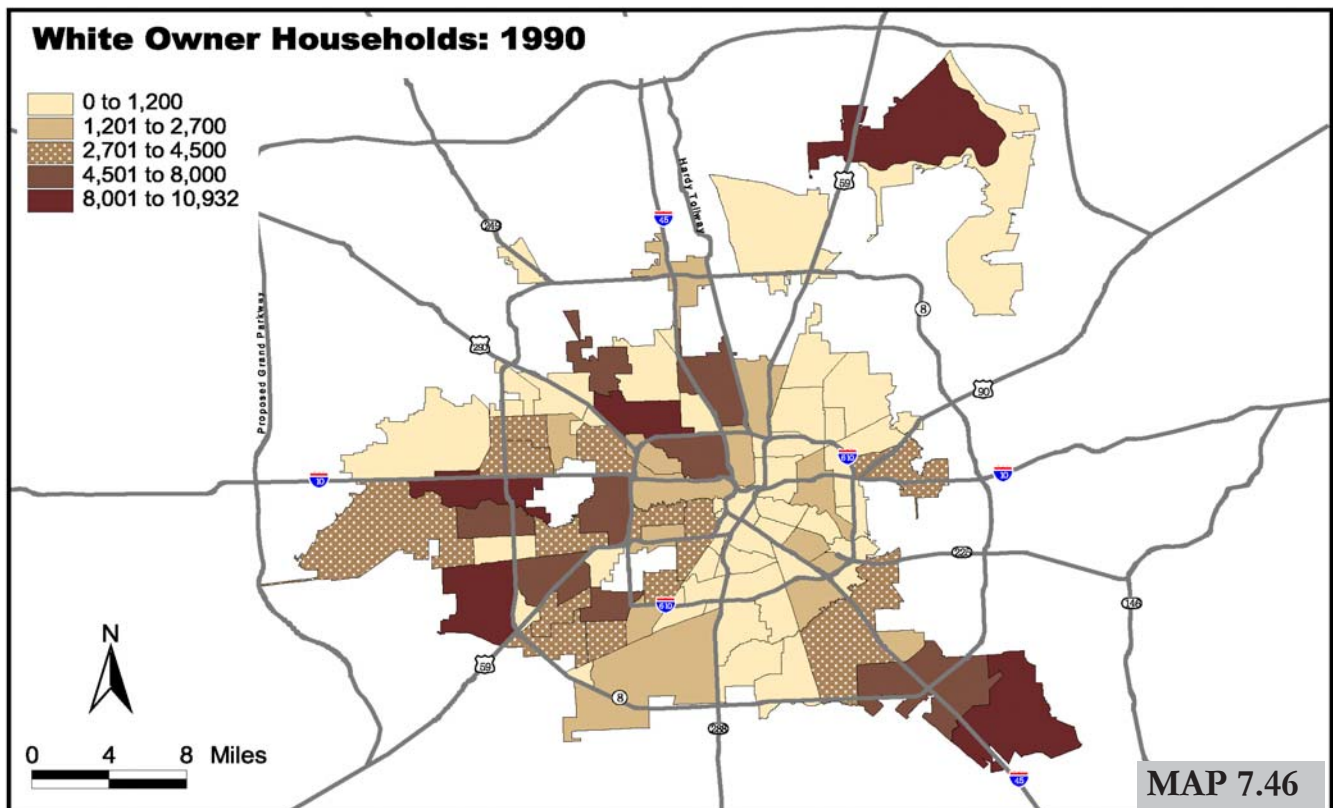 White Owner Households: 1990
0 to 1,200
1,201 to 2,700
2,701 to 4,500
4,501 to 8,000
8,001 to 10,932
Hardy Tollway
59
45
249
8
Proposed Grand Parkway
290
90
610
10
10
225
146
610
59
8
288
45
N
0 4 8 Miles
MAP 7.46